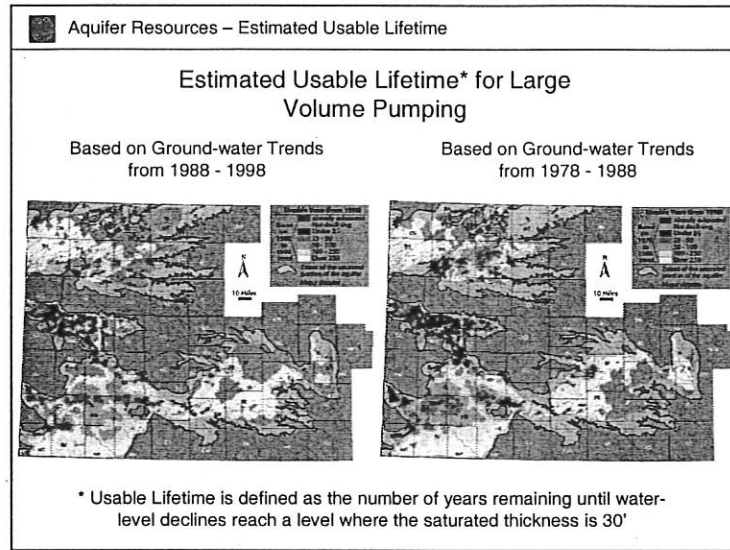 Aquifer Resources – Estimated Usable Lifetime
Estimated Usable Lifetime* for Large
Volume Pumping
Based on Ground-water Trends
from 1988 - 1998
Based on Ground-water Trends
from 1978 - 1988
N
10 Miles
N
10 Miles
* Usable Lifetime is defined as the number of years remaining until water-
level declines reach a level where the saturated thickness is 30'